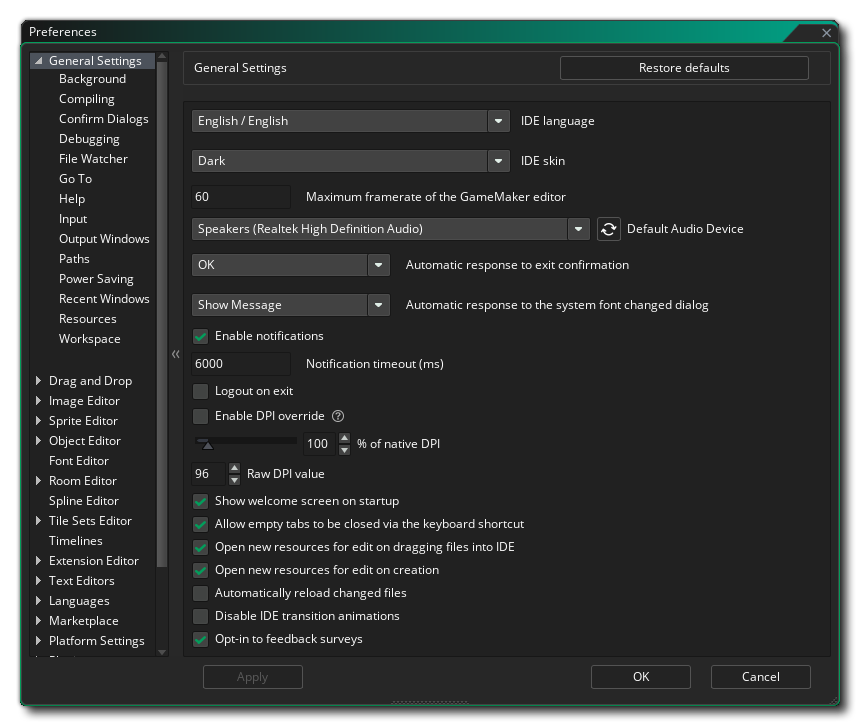 Preferences
General Settings
Background
Compiling
Confirm Dialogs
Debugging
File Watcher
Go To
Help
Input
Output Windows
Paths
Power Saving
Recent Windows
Resources
Workspace
Drag and Drop
Image Editor
Sprite Editor
Object Editor
Font Editor
Room Editor
Spline Editor
Tile Sets Editor
Timelines
Extension Editor
Text Editors
Languages
Marketplace
Platform Settings
General Settings
Restore defaults
English / English IDE language
Dark IDE skin
60 Maximum framerate of the GameMaker editor
Speakers (Realtek High Definition Audio) Default Audio Device
OK Automatic response to exit confirmation
Show Message Automatic response to the system font changed dialog
Enable notifications
6000 Notification timeout (ms)
Logout on exit
Enable DPI override ?
100 % of native DPI
96 Raw DPI value
Show welcome screen on startup
Allow empty tabs to be closed via the keyboard shortcut
Open new resources for edit on dragging files into IDE
Open new resources for edit on creation
Automatically reload changed files
Disable IDE transition animations
Opt-in to feedback surveys
Apply
OK
Cancel